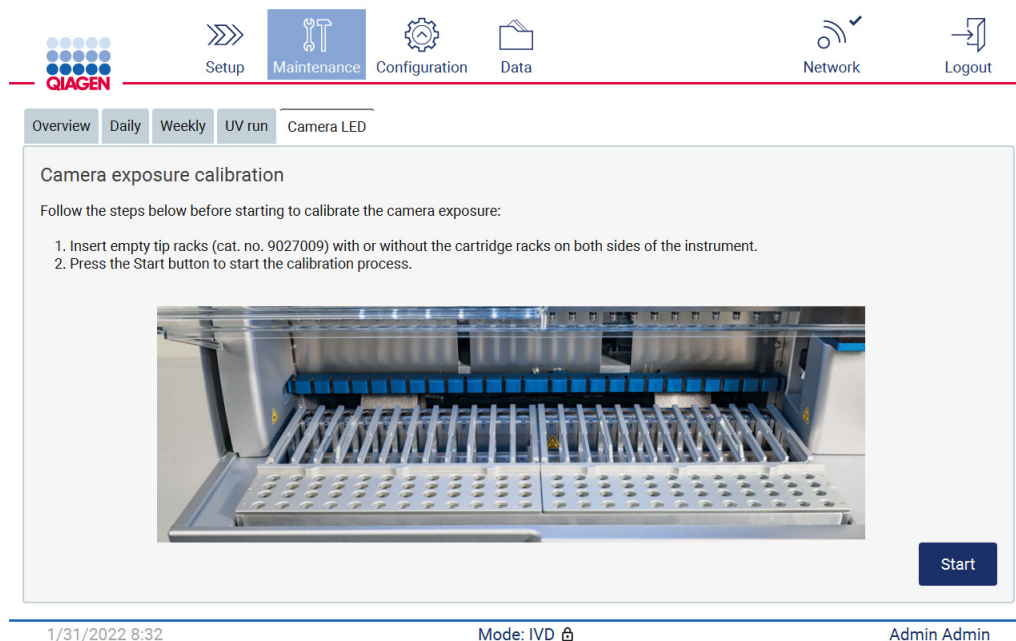 QIAGEN
Setup
Maintenance
Configuration
Data
Network
Logout
Overview
Daily
Weekly
UV run
Camera LED
Camera exposure calibration
Follow the steps below before starting to calibrate the camera exposure:
1. Insert empty tip racks (cat. no. 9027009) with or without the cartridge racks on both sides of the instrument.
2. Press the Start button to start the calibration process.
Start
1/31/2022 8:32
Mode: IVD
Admin Admin